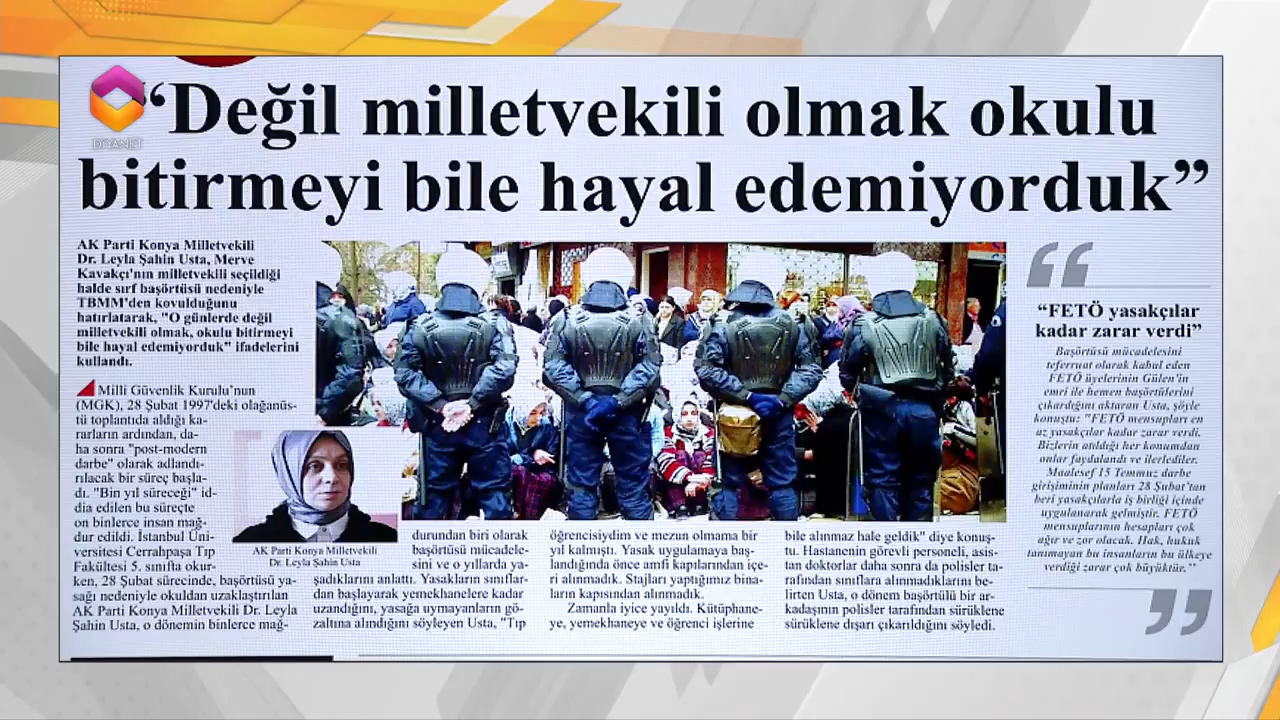 DİYANET
“Değil milletvekili olmak okulu
bitirmeyi bile hayal edemiyorduk”
AK Parti Konya Milletvekili
Dr. Leyla Şahin Usta, Merve
Kavakçı'nın milletvekili seçildiği
halde sırf başörtüsü nedeniyle
TBMM'den kovulduğunu
hatırlatarak, "O günlerde değil
milletvekili olmak, okulu bitirmeyi
bile hayal edemiyorduk" ifadelerini
kullandı.
Milli Güvenlik Kurulu’nun
(MGK), 28 Şubat 1997'deki olağanüs-
tü toplantıda aldığı ka-
rarların ardından, da-
ha sonra "post-modern
darbe" olarak adlandı-
rılacak bir süreç başla-
dı. "Bin yıl süreceği" id-
dia edilen bu süreçte
on binlerce insan mağ-
dur edildi. İstanbul Üni-
versitesi Cerrahpaşa Tıp
Fakültesi 5. sınıfta okur-
ken, 28 Şubat sürecinde, başörtüsü ya-
sağı nedeniyle okuldan uzaklaştırılan
AK Parti Konya Milletvekili Dr. Leyla
Şahin Usta, o dönemin binlerce mağ-
AK Parti Konya Milletvekili
Dr. Leyla Şahin Usta
durundan biri olarak
başörtüsü mücadele-
sini ve o yıllarda ya-
şadıklarını anlattı. Yasakların sınıflar-
dan başlayarak yemekhanelere kadar
uzandığını, yasağa uymayanların gö-
zaltına alındığını söyleyen Usta, "Tıp
öğrencisiydim ve mezun olmama bir
yıl kalmıştı. Yasak uygulamaya baş-
landığında önce amfi kapılarından içe-
ri alınmadık. Stajları yaptığımız bina-
ların kapısından alınmadık.
Zamanla iyice yayıldı. Kütüphane-
ye, yemekhaneye ve öğrenci işlerine
bile alınmaz hale geldik" diye konuş-
tu. Hastanenin görevli personeli, asis-
tan doktorlar daha sonra da polisler ta-
rafından sınıflara alınmadıklarını be-
lirten Usta, o dönem başörtülü bir ar-
kadaşının polisler tarafından sürüklene
sürüklene dışarı çıkarıldığını söyledi.
“FETÖ yasakçılar
kadar zarar verdi”
Başörtüsü mücadelesini
teferruat olarak kabul eden
FETÖ üyelerinin Gülen'in
emri ile hemen başörtülerini
çıkardığını aktaran Usta, şöyle
konuştu: "FETÖ mensupları en
az yasakçılar kadar zarar verdi.
Bizlerin atıldığı her konumdan
onlar faydalandı ve ilerlediler.
Maalesef 15 Temmuz darbe
girişiminin planları 28 Şubat’tan
beri yasakçılarla iş birliği içinde
uygulanarak gelmiştir. FETÖ
mensuplarının hesapları çok
ağır ve zor olacak. Hak, hukuk
tanımayan bu insanların bu ülkeye
verdiği zarar çok büyüktür.’’